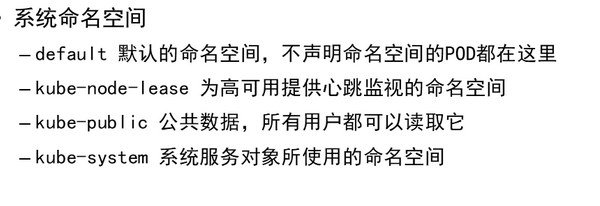 • 系统命名空间
– default 默认的命名空间，不声明命名空间的POD都在这里
– kube-node-lease 为高可用提供心跳监视的命名空间
– kube-public 公共数据，所有用户都可以读取它
– kube-system 系统服务对象所使用的命名空间